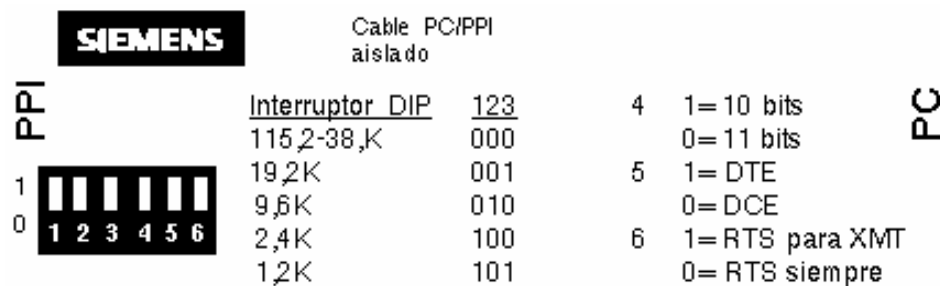 SIEMENS
Cable PC/PPI
aislado
PPI
PC
Interruptor DIP 123
115,2-38,K 000
19,2K 001
9,6K 010
2,4K 100
1,2K 101
4 1=10 bits
0=11 bits
5 1=DTE
0=DCE
6 1=RTS para XMT
0=RTS siempre
1
0
1 2 3 4 5 6